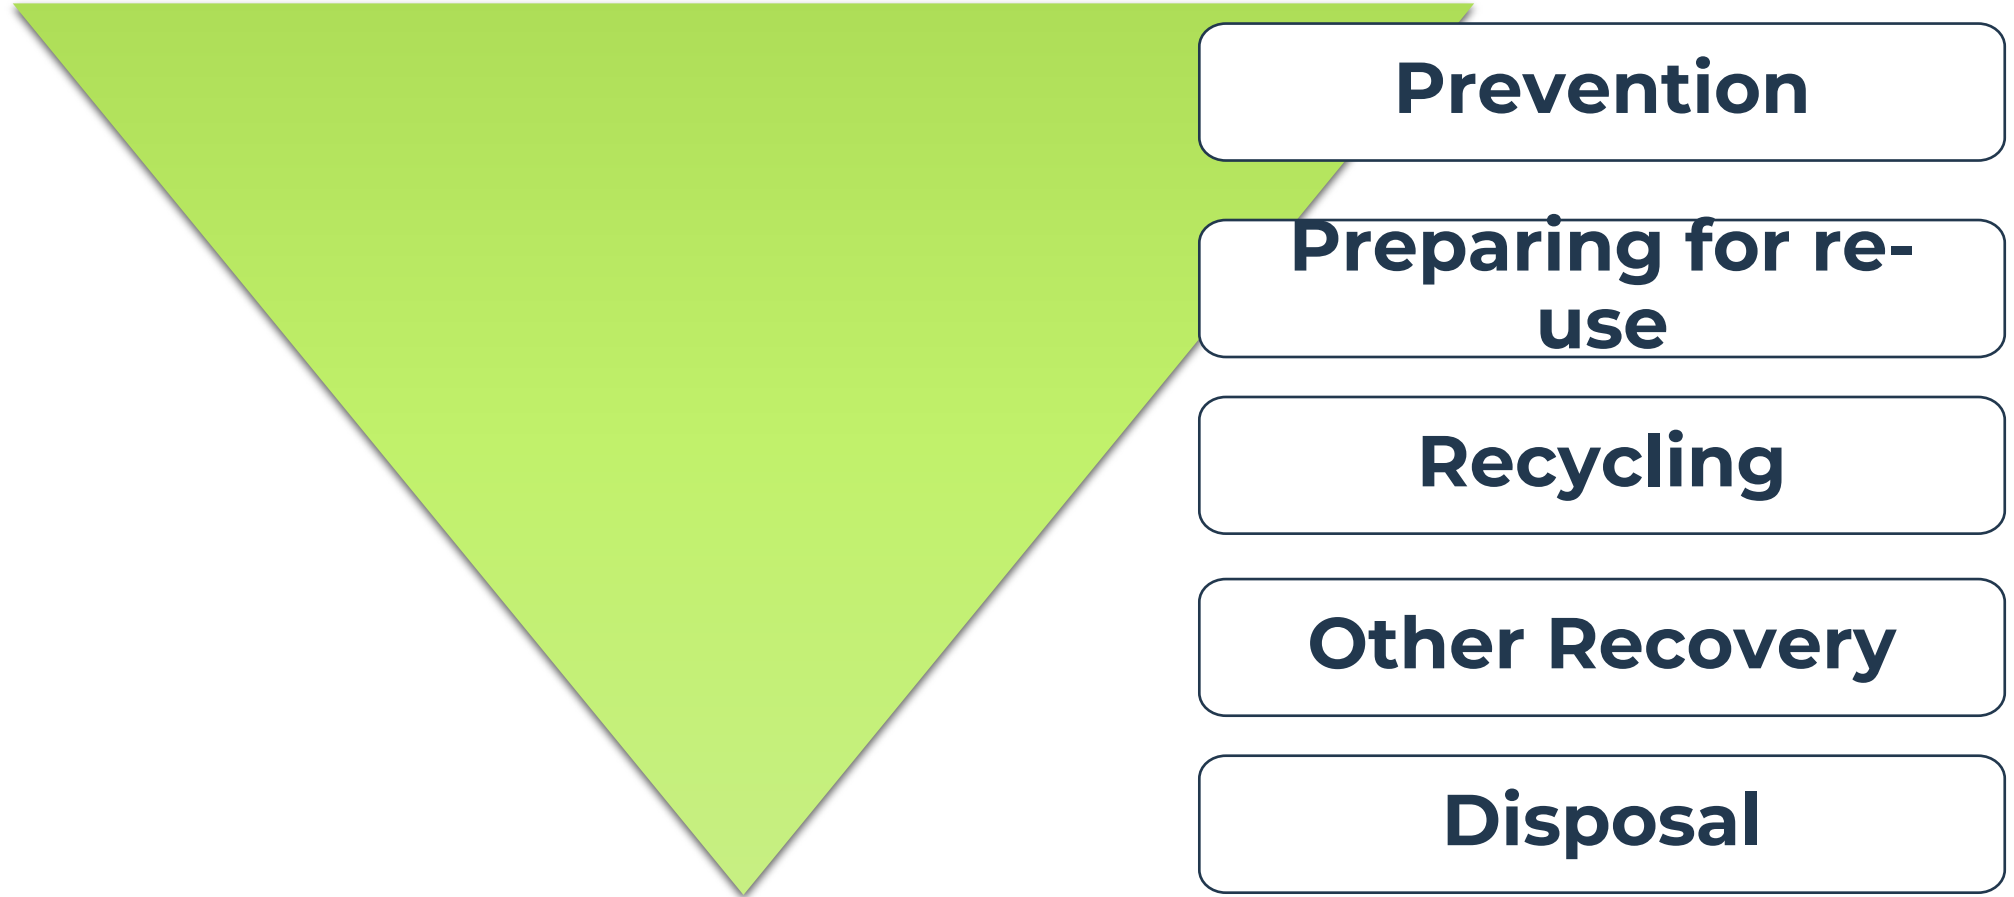 Prevention
Preparing for re-
use
Recycling
Other Recovery
Disposal